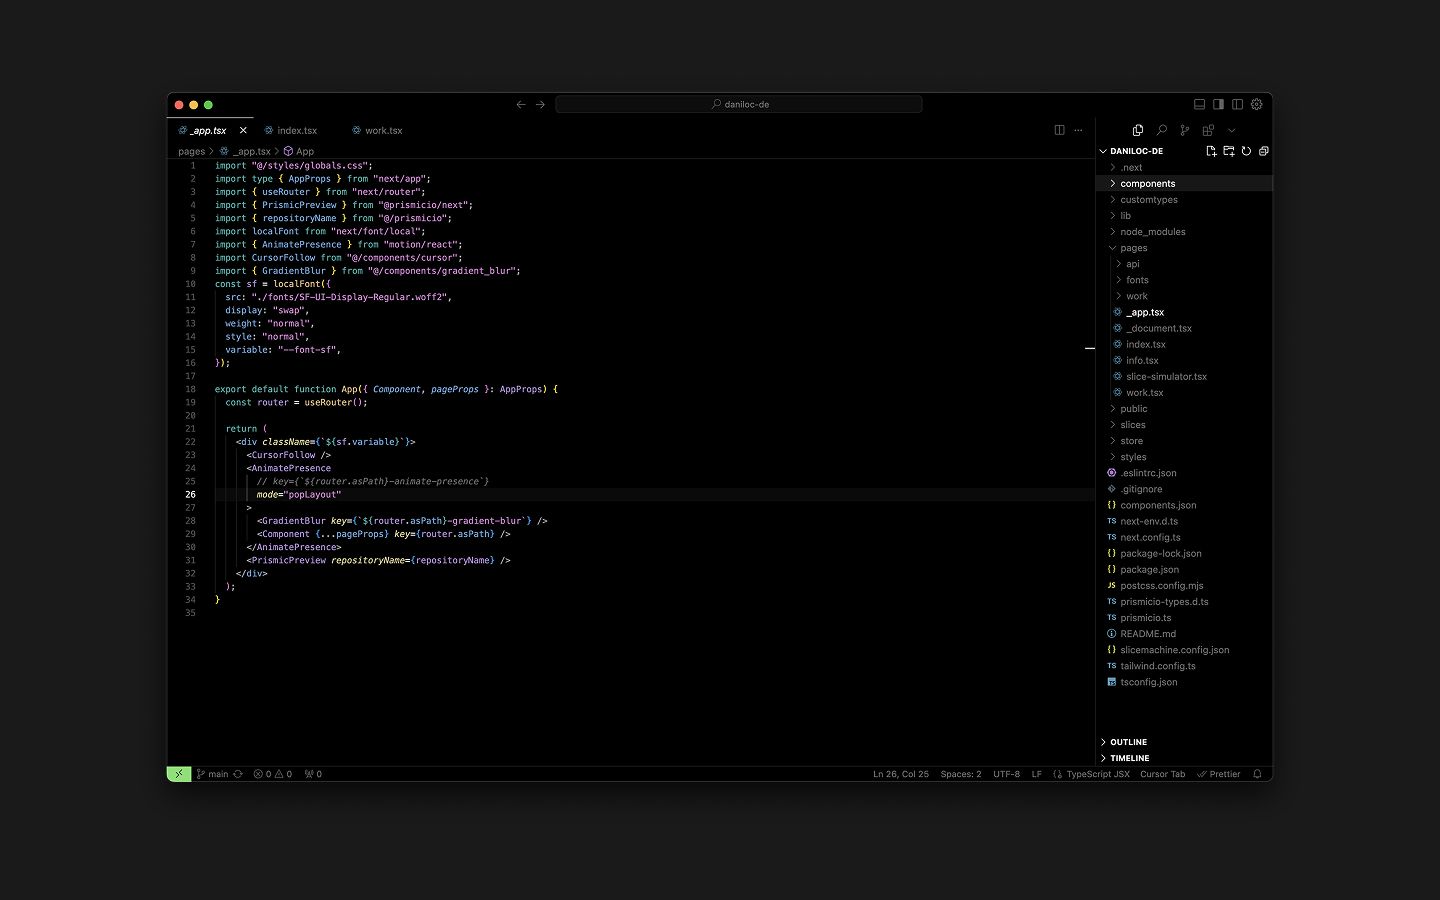 daniloc-de
_app.tsx
index.tsx
work.tsx
pages > _app.tsx > App
1 import "@/styles/globals.css";
2 import type { AppProps } from "next/app";
3 import { useRouter } from "next/router";
4 import { PrismicPreview } from "@prismicio/next";
5 import { repositoryName } from "@/prismicio";
6 import localFont from "next/font/local";
7 import { AnimatePresence } from "motion/react";
8 import CursorFollow from "@/components/cursor";
9 import { GradientBlur } from "@/components/gradient_blur";
10 const sf = localFont({
11   src: "./fonts/SF-UI-Display-Regular.woff2",
12   display: "swap",
13   weight: "normal",
14   style: "normal",
15   variable: "--font-sf",
16 });
17
18 export default function App({ Component, pageProps }: AppProps) {
19   const router = useRouter();
20
21   return (
22     <div className={`${sf.variable}`}>
23       <CursorFollow />
24       <AnimatePresence
25         // key={`${router.asPath}-animate-presence`}
26         mode="popLayout"
27       >
28         <GradientBlur key={`${router.asPath}-gradient-blur`} />
29         <Component {...pageProps} key={router.asPath} />
30       </AnimatePresence>
31       <PrismicPreview repositoryName={repositoryName} />
32     </div>
33   );
34 }
35
DANILOC-DE
.next
components
customtypes
lib
node_modules
pages
api
fonts
work
_app.tsx
_document.tsx
index.tsx
info.tsx
slice-simulator.tsx
work.tsx
public
slices
store
styles
.eslintrc.json
.gitignore
components.json
TS next-env.d.ts
TS next.config.ts
package-lock.json
package.json
JS postcss.config.mjs
TS prismicio-types.d.ts
TS prismicio.ts
README.md
slicemachine.config.json
TS tailwind.config.ts
tsconfig.json
OUTLINE
TIMELINE
main 0 0 0
Ln 26, Col 25 Spaces: 2 UTF-8 LF TypeScript JSX Cursor Tab Prettier